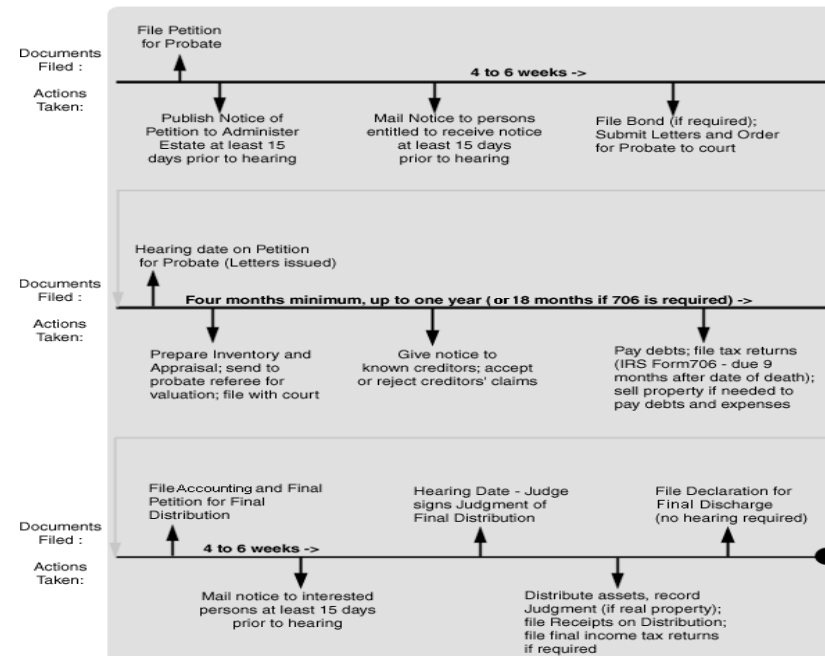 File Petition
for Probate
Documents
Filed :
4 to 6 weeks ->
Actions
Taken:
Publish Notice of
Petition to Administer
Estate at least 15
days prior to hearing
Mail Notice to persons
entitled to receive notice
at least 15 days
prior to hearing
File Bond (if required);
Submit Letters and Order
for Probate to court
Hearing date on Petition
for Probate (Letters issued)
Documents
Filed :
Four months minimum, up to one year (or 18 months if 706 is required) ->
Actions
Taken:
Prepare Inventory and
Appraisal; send to
probate referee for
valuation; file with court
Give notice to
known creditors; accept
or reject creditors' claims
Pay debts; file tax returns
(IRS Form706 - due 9
months after date of death);
sell property if needed to
pay debts and expenses
File Accounting and Final
Petition for Final
Distribution
Hearing Date - Judge
signs Judgment of
Final Distribution
File Declaration for
Final Discharge
(no hearing required)
Documents
Filed :
4 to 6 weeks ->
Actions
Taken:
Mail notice to interested
persons at least 15 days
prior to hearing
Distribute assets, record
Judgment (if real property);
file Receipts on Distribution;
file final income tax returns
if required